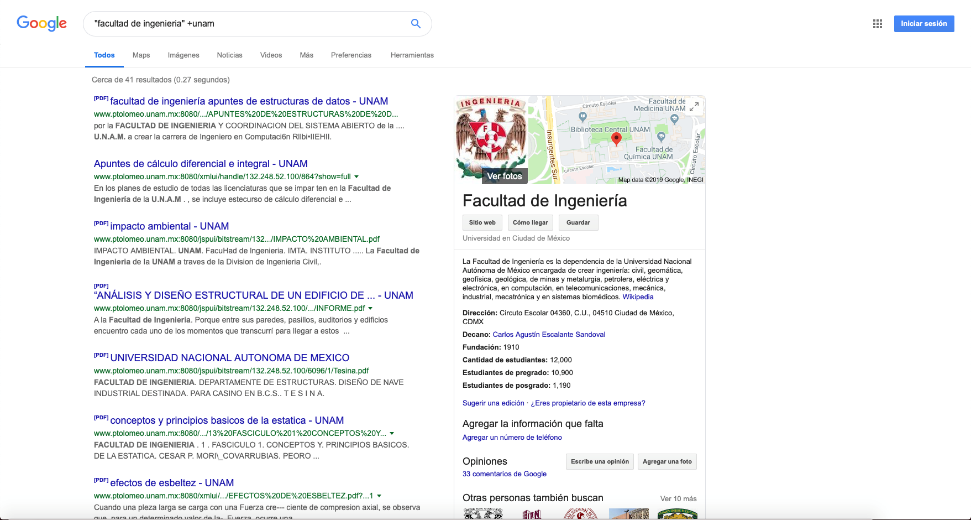 Google
"facultad de ingenieria" +unam
Iniciar sesión
Todos Maps Imágenes Noticias Videos Más Preferencias Herramientas
Cerca de 41 resultados (0.27 segundos)
[PDF] facultad de ingeniería apuntes de estructuras de datos - UNAM
www.ptolomeo.unam.mx:8080/.../APUNTES%20DE%20ESTRUCTURAS%20DE%20D...
por la FACULTAD DE INGENIERIA Y COORDINACION DEL SISTEMA ABIERTO de la ....
U.N.A.M. a crear la carrera de Ingeniero en Computaci6n RIbI•IIEHII.
Apuntes de cálculo diferencial e integral - UNAM
www.ptolomeo.unam.mx:8080/xmlui/handle/132.248.52.100/864?show=full
En los planes de estudio de todas las licenciaturas que se impar ten en la Facultad de
Ingeniería de la U.N.A.M . , se incluye estecurso de cálculo diferencial e ...
[PDF] impacto ambiental - UNAM
www.ptolomeo.unam.mx:8080/jspui/bitstream/132.../IMPACTO%20AMBIENTAL.pdf
IMPACTO AMBIENTAL. UNAM. FacuHad de Ingenieria. IMTA. INSTITUTO ..... La Facultad de
Ingenieria de la UNAM a traves de la Division de Ingenieria Civil,.
[PDF]
"ANÁLISIS Y DISEÑO ESTRUCTURAL DE UN EDIFICIO DE ... - UNAM
www.ptolomeo.unam.mx:8080/jspui/bitstream/132.248.52.100/.../INFORME.pdf
A la Facultad de Ingeniería. Porque entre sus paredes, pasillos, auditorios y edificios
encuentro cada uno de los momentos que transcurrí para llegar a estos ...
[PDF] UNIVERSIDAD NACIONAL AUTONOMA DE MEXICO
www.ptolomeo.unam.mx:8080/jspui/bitstream/132.248.52.100/6096/1/Tesina.pdf
FACULTAD DE INGENIERIA. DEPARTAMENTO DE ESTRUCTURAS. DISEÑO DE NAVE
INDUSTRIAL DESTINADA. PARA CASINO EN B.C.S.. T E S I N A.
[PDF] conceptos y principios basicos de la estatica - UNAM
www.ptolomeo.unam.mx:8080/.../13%20FASCICULO%201%20CONCEPTOS%20Y...
FACULTAD DE INGENIERIA . 1 . FASCICULO 1. CONCEPTOS Y. PRINCIPIOS BASICOS.
DE LA ESTATICA. CESAR P. MORI\_COVARRUBIAS. PEORO ...
[PDF] efectos de esbeltez - UNAM
www.ptolomeo.unam.mx:8080/xmlui/.../EFECTOS%20DE%20ESBELTEZ.pdf?...1
Cuando una pleza larga se carga con una Fuerza cre--- ciente de compresion axial, se observa
que, para un determinado valor de la- Fuerza, ocurre una
INGENIERIA
Ver fotos
Insurgentes Sur
Circuito Escolar
Facultad de
Medicina UNAM
Biblioteca Central UNAM
Facultad de
Química UNAM
Circuito Escolar
Map data ©2019 Google, INEGI
Facultad de Ingeniería
Sitio web Cómo llegar Guardar
Universidad en Ciudad de México
La Facultad de Ingeniería es la dependencia de la Universidad Nacional
Autónoma de México encargada de crear ingeniería: civil, geomática,
geofísica, geológica, de minas y metalurgia, petrolera, eléctrica y
electrónica, en computación, en telecomunicaciones, mecánica,
industrial, mecatrónica y en sistemas biomédicos. Wikipedia
Dirección: Circuto Escolar 04360, C.U., 04510 Ciudad de México,
CDMX
Decano: Carlos Agustín Escalante Sandoval
Fundación: 1910
Cantidad de estudiantes: 12,000
Estudiantes de pregrado: 10,900
Estudiantes de posgrado: 1,190
Sugerir una edición · ¿Eres propietario de esta empresa?
Agregar la información que falta
Agregar un número de teléfono
Opiniones
Escribe una opinión Agregar una foto
33 comentarios de Google
Otras personas también buscan Ver 10 más